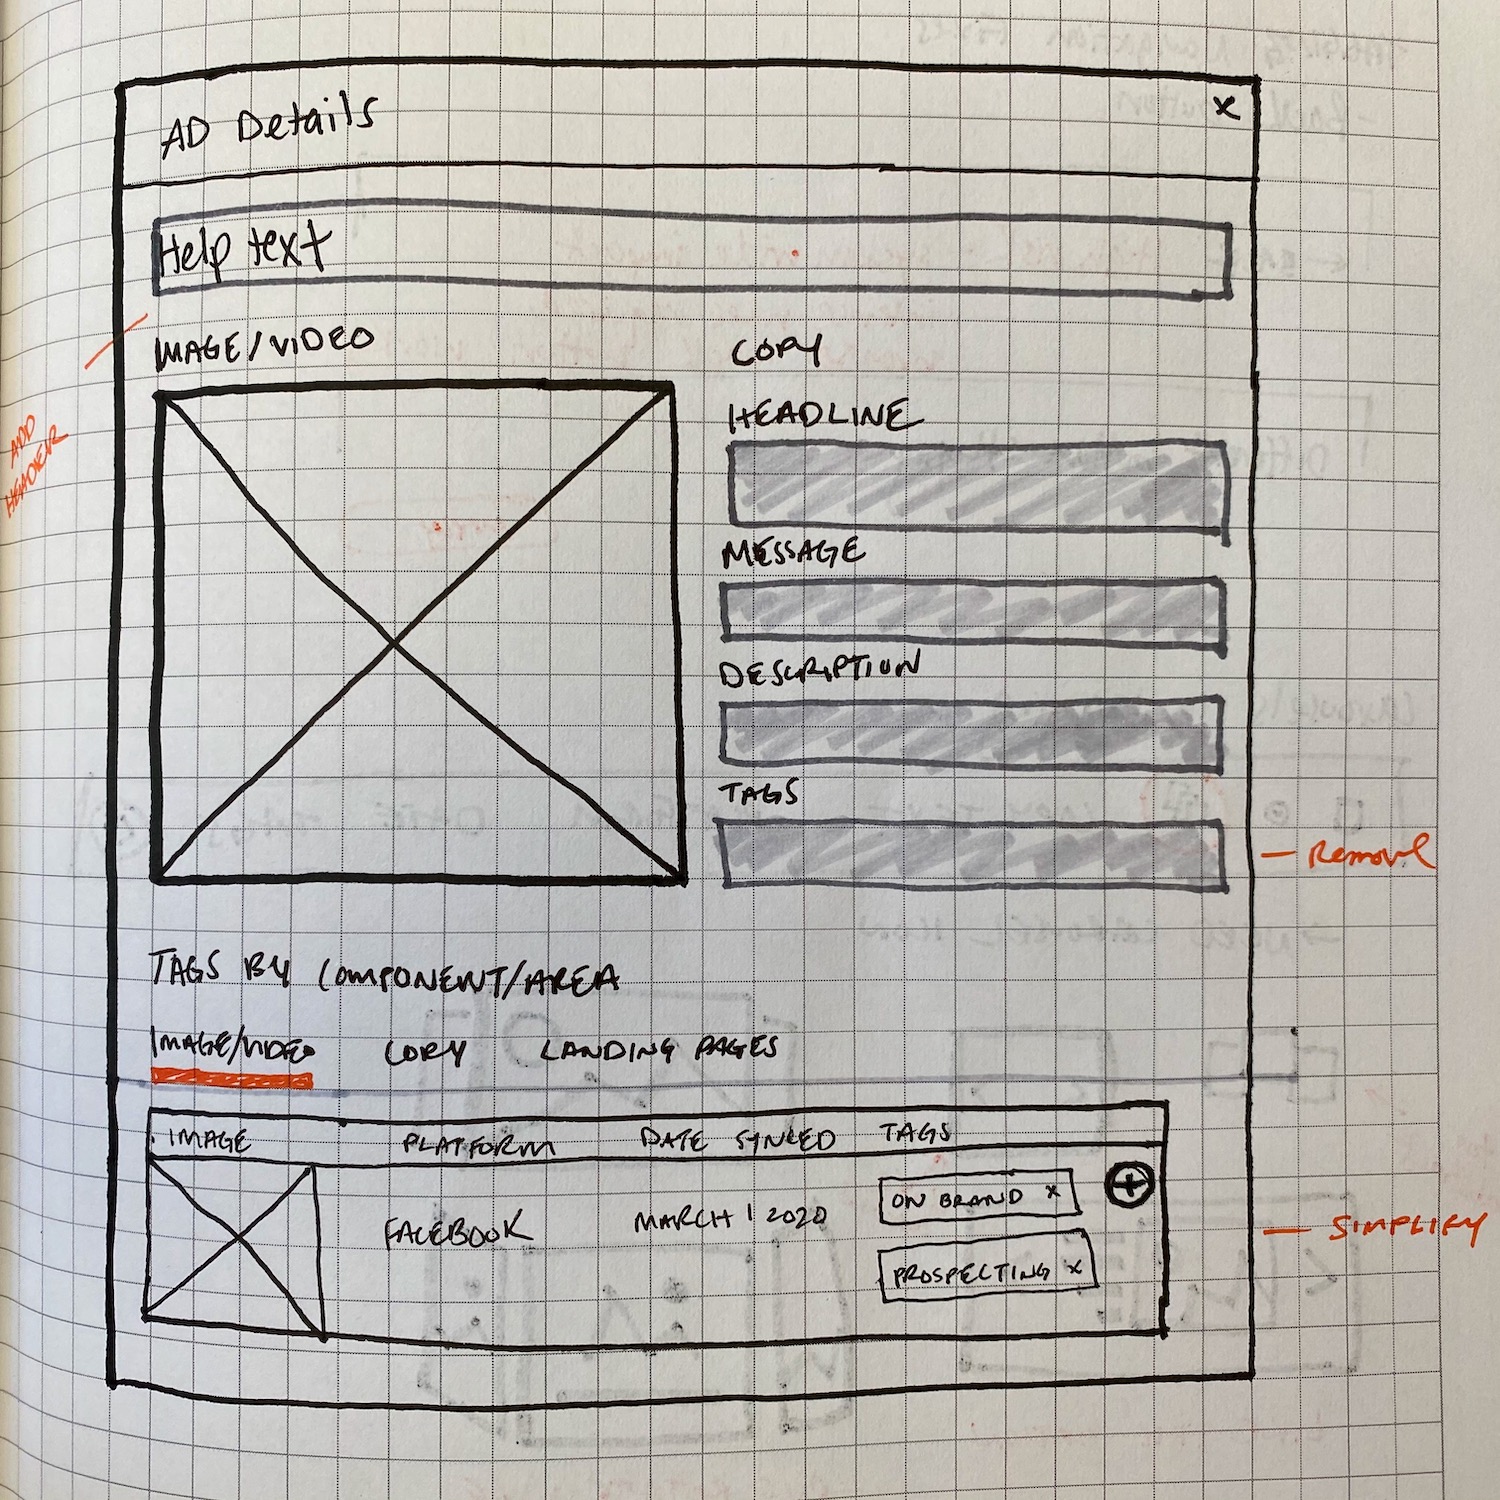 AD Details
x
Help text
IMAGE/VIDEO
COPY
HEADLINE
ADD
HEADER
MESSAGE
DESCRIPTION
TAGS
- Remove
TAGS BY COMPONENT/AREA
IMAGE/VIDEO COPY LANDING PAGES
IMAGE PLATFORM DATE SYNCED TAGS
FACEBOOK MARCH 1 2020 ON BRAND x +
PROSPECTING x
- SIMPLIFY